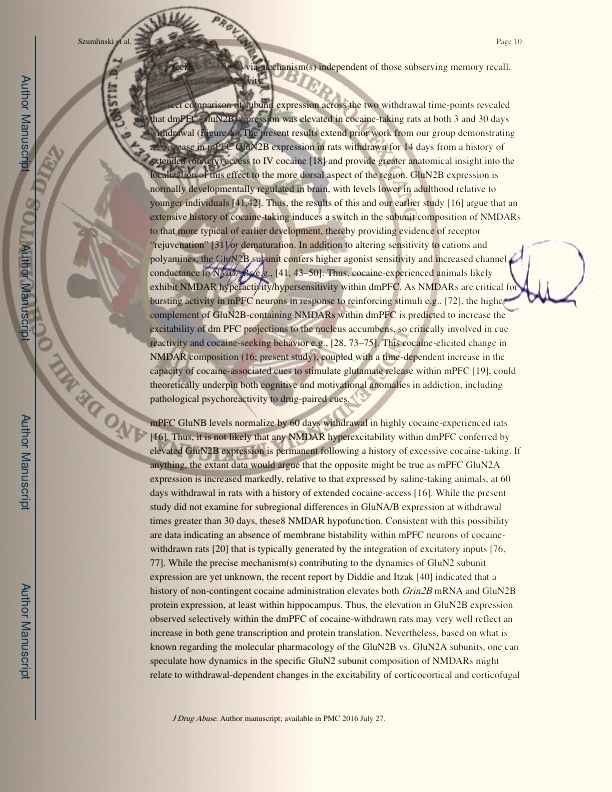 Szumlinski et al.
Page 10
via mechanism(s) independent of those subserving memory recall.
comparison of subunit expression across the two withdrawal time-points revealed
that dmPFC GluN2B expression was elevated in cocaine-taking rats at both 3 and 30 days
withdrawal The present results extend prior work from our group demonstrating
in mPFC GluN2B expression in rats withdrawn for 14 days from a history of
extended access to IV cocaine [18] and provide greater anatomical insight into the
localization of this effect to the more dorsal aspect of the region. GluN2B expression is
normally developmentally regulated in brain, with levels lower in adulthood relative to
younger individuals [41,42]. Thus, the results of this and our earlier study [16] argue that an
extensive history of cocaine-taking induces a switch in the subunit composition of NMDARs
to that more typical of earlier development, thereby providing evidence of receptor
“rejuvenation” [31] or dematuration. In addition to altering sensitivity to cations and
polyamines, the GluN2B subunit confers higher agonist sensitivity and increased channel
conductance to e.g., [41, 43–50]. Thus, cocaine-experienced animals likely
exhibit NMDAR hyperactivity/hypersensitivity within dmPFC. As NMDARs are critical for
bursting activity in mPFC neurons in response to reinforcing stimuli e.g., [72], the higher
complement of GluN2B-containing NMDARs within dmPFC is predicted to increase the
excitability of dm PFC projections to the nucleus accumbens, so critically involved in cue
reactivity and cocaine-seeking behavior e.g., [28, 73–75]. This cocaine-elicited change in
NMDAR composition (16; present study), coupled with a time-dependent increase in the
capacity of cocaine-associated cues to stimulate glutamate release within mPFC [19], could
theoretically underpin both cognitive and motivational anomalies in addiction, including
pathological psychoreactivity to drug-paired cues.
mPFC GluNB levels normalize by 60 days withdrawal in highly cocaine-experienced rats
[16]. Thus, it is not likely that any NMDAR hyperexcitability within dmPFC conferred by
elevated GluN2B expression is permanent following a history of excessive cocaine-taking. If
anything, the extant data would argue that the opposite might be true as mPFC GluN2A
expression is increased markedly, relative to that expressed by saline-taking animals, at 60
days withdrawal in rats with a history of extended cocaine-access [16]. While the present
study did not examine for subregional differences in GluNA/B expression at withdrawal
times greater than 30 days, these8 NMDAR hypofunction. Consistent with this possibility
are data indicating an absence of membrane bistability within mPFC neurons of cocaine-
withdrawn rats [20] that is typically generated by the integration of excitatory inputs [76,
77]. While the precise mechanism(s) contributing to the dynamics of GluN2 subunit
expression are yet unknown, the recent report by Diddie and Itzak [40] indicated that a
history of non-contingent cocaine administration elevates both Grin2B mRNA and GluN2B
protein expression, at least within hippocampus. Thus, the elevation in GluN2B expression
observed selectively within the dmPFC of cocaine-withdrawn rats may very well reflect an
increase in both gene transcription and protein translation. Nevertheless, based on what is
known regarding the molecular pharmacology of the GluN2B vs. GluN2A subunits, one can
speculate how dynamics in the specific GluN2 subunit composition of NMDARs might
relate to withdrawal-dependent changes in the excitability of corticocortical and corticofugal
J Drug Abuse. Author manuscript; available in PMC 2016 July 27.
Author Manuscript
Author Manuscript
Author Manuscript
Author Manuscript
AÑO DE MIL OCHOCIENTOS DIEZ